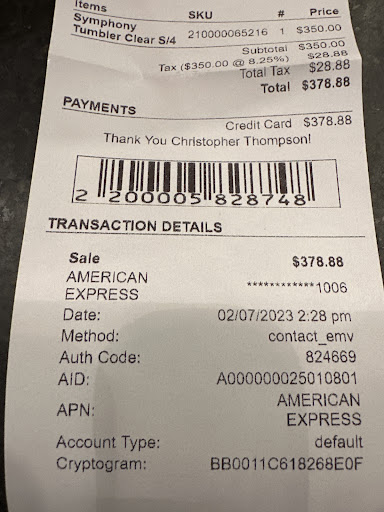 Items SKU # Price
Symphony
Tumbler Clear S/4 210000065216 1 $350.00
Subtotal $350.00
Tax ($350.00 @ 8.25%) $28.88
Total Tax $28.88
Total $378.88
PAYMENTS
Credit Card $378.88
Thank You Christopher Thompson!
2 200005 828748
TRANSACTION DETAILS
Sale $378.88
AMERICAN
EXPRESS ************1006
Date: 02/07/2023 2:28 pm
Method: contact_emv
Auth Code: 824669
AID: A000000025010801
APN: AMERICAN
EXPRESS
Account Type: default
Cryptogram: BB0011C618268E0F